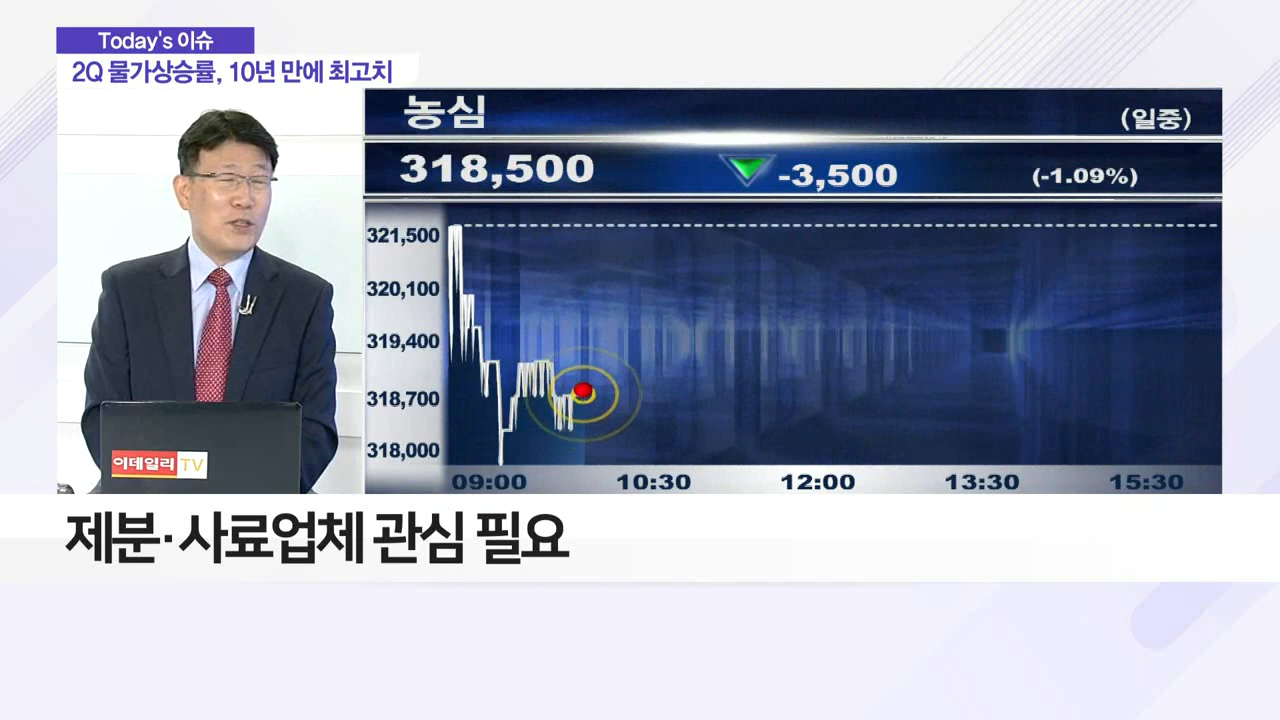 Today's 이슈
2Q 물가상승률, 10년 만에 최고치
농심 (일중)
318,500 -3,500 (-1.09%)
321,500
320,100
319,400
318,700
318,000
09:00 10:30 12:00 13:30 15:30
이데일리 TV
제분·사료업체 관심 필요